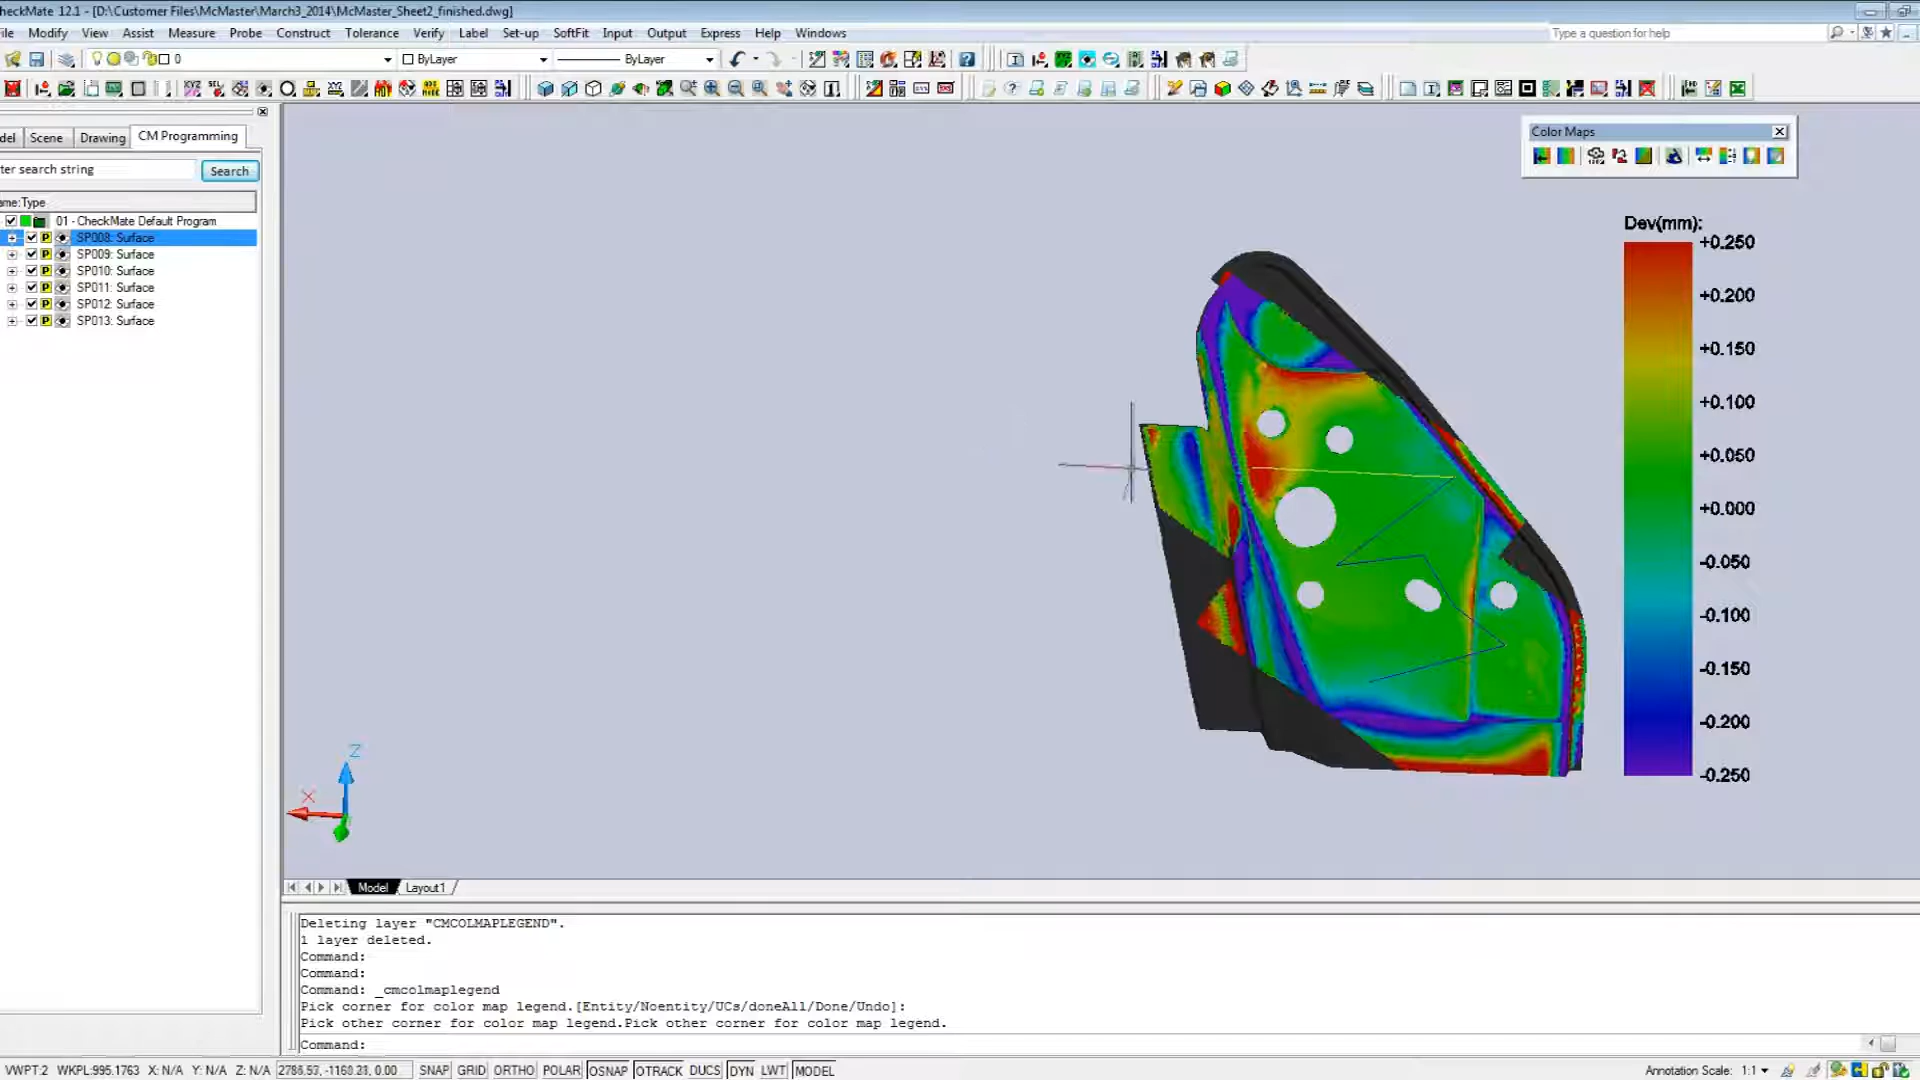 heckMate 12.1 - [D:\Customer Files\McMaster\March3_2014\McMaster_Sheet2_finished.dwg]
ile Modify View Assist Measure Probe Construct Tolerance Verify Label Set-up SoftFit Input Output Express Help Windows
Type a question for help
0 ByLayer ByLayer
Color Maps
del Scene Drawing CM Programming
ter search string Search
ame:Type
01 - CheckMate Default Program
SP008: Surface
SP009: Surface
SP010: Surface
SP011: Surface
SP012: Surface
SP013: Surface
Dev(mm):
+0.250
+0.200
+0.150
+0.100
+0.050
+0.000
-0.050
-0.100
-0.150
-0.200
-0.250
Z
X
Model Layout1
Deleting layer "CMCOLMAPLEGEND".
1 layer deleted.
Command:
Command:
Command: _cmcolmaplegend
Pick corner for color map legend.[Entity/Noentity/UCs/doneAll/Done/Undo]:
Pick other corner for color map legend.Pick other corner for color map legend.
Command:
VWPT:2 WKPL:995.1763 X: N/A Y: N/A Z: N/A 2786.57, -1160.23, 0.00 SNAP GRID ORTHO POLAR OSNAP OTRACK DUCS DYN LWT MODEL
Annotation Scale: 1:1